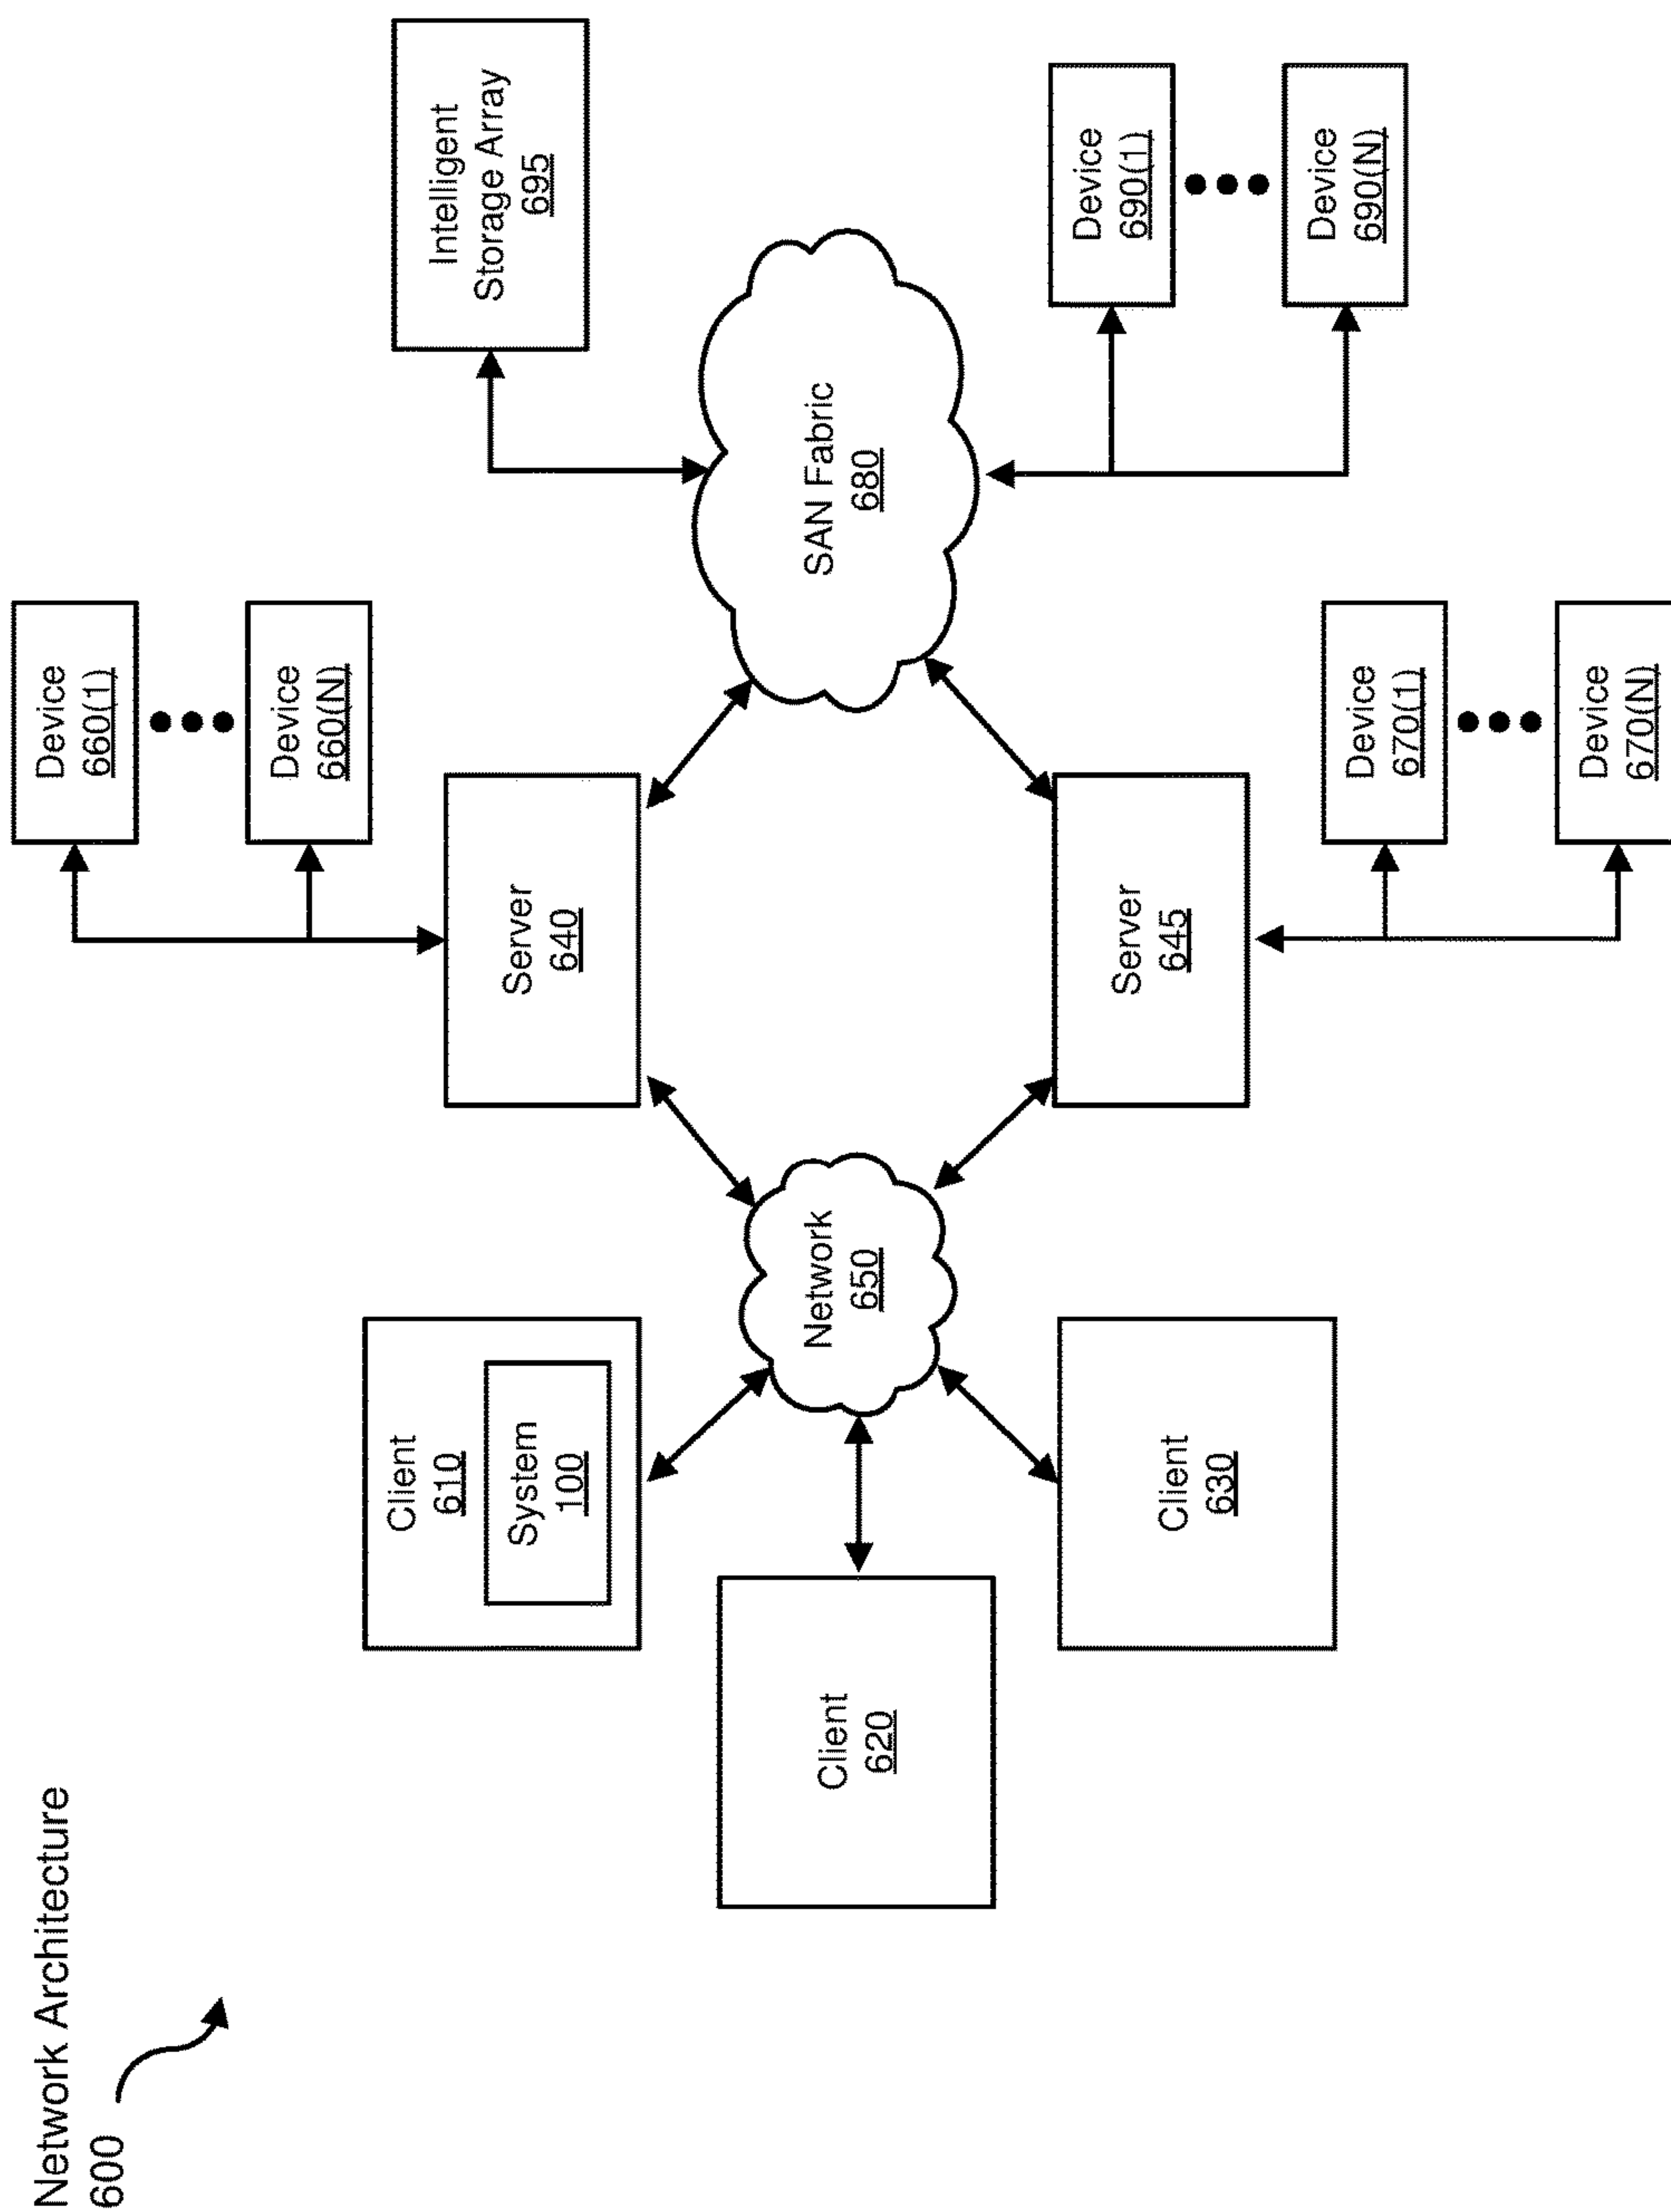 Network Architecture
600
Client
610
System
100
Client
620
Client
630
Network
650
Server
640
Server
645
Device
660(1)
Device
660(N)
Device
670(1)
Device
670(N)
SAN Fabric
680
Intelligent
Storage Array
695
Device
690(1)
Device
690(N)